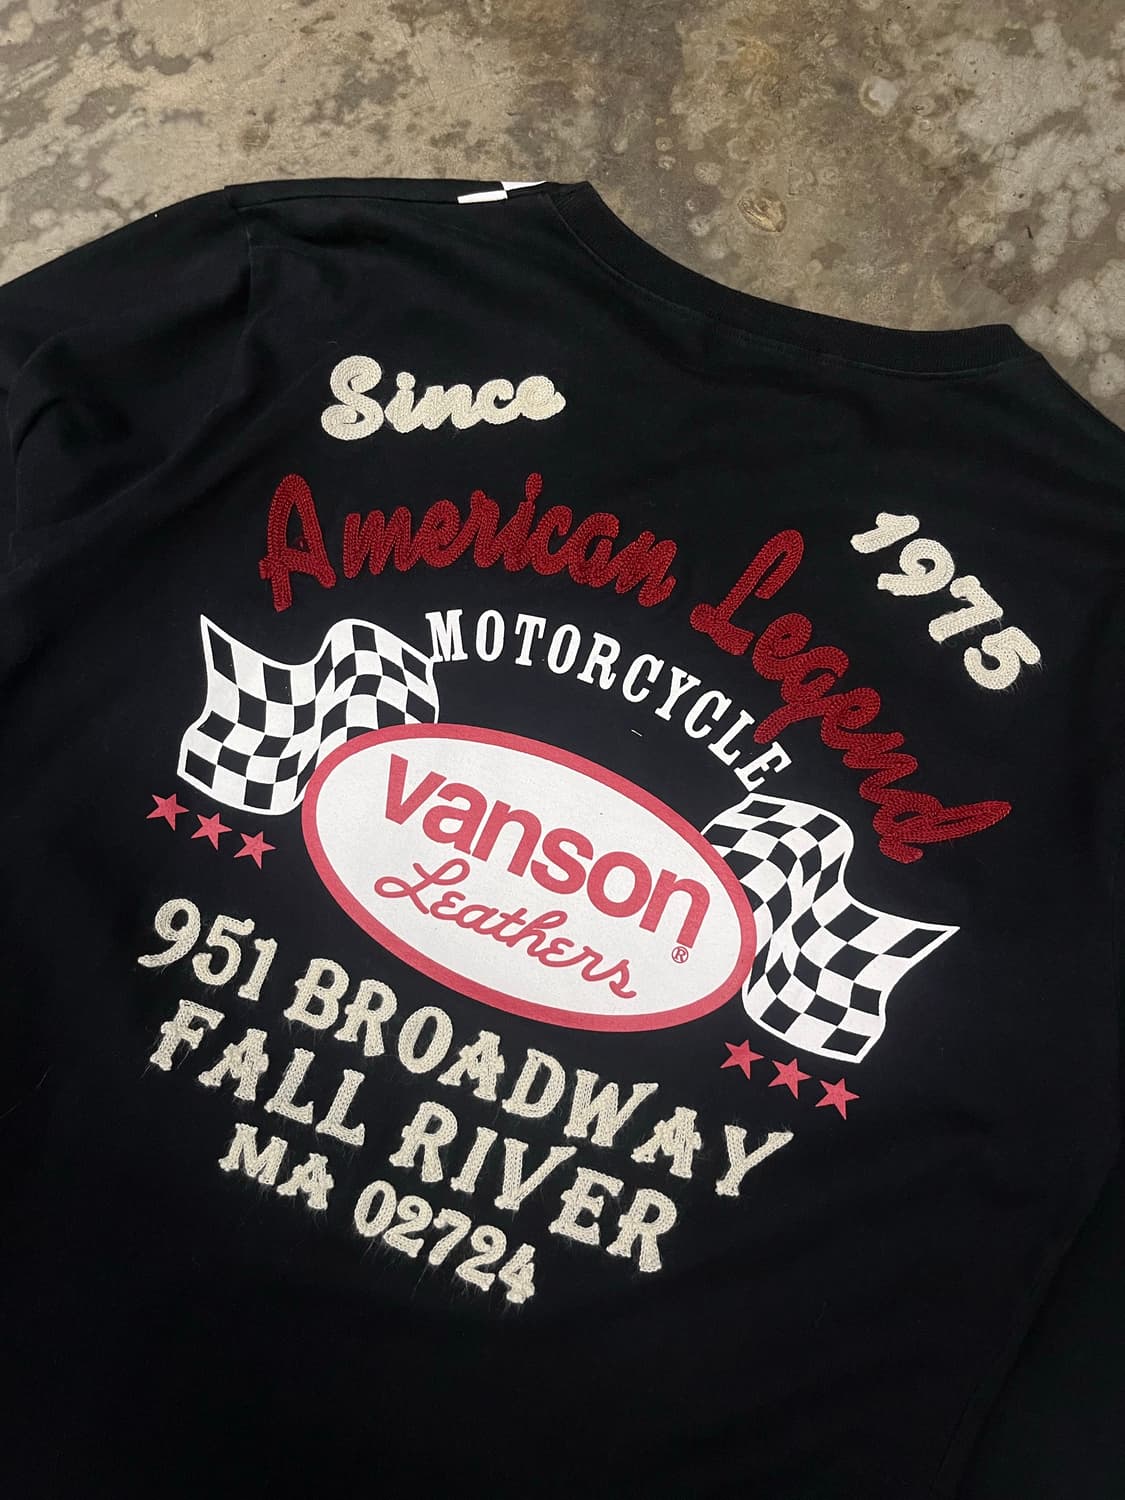 Since
1975
American Legend
MOTORCYCLE
vanson
Leathers®
951 BROADWAY
FALL RIVER
MA 02724